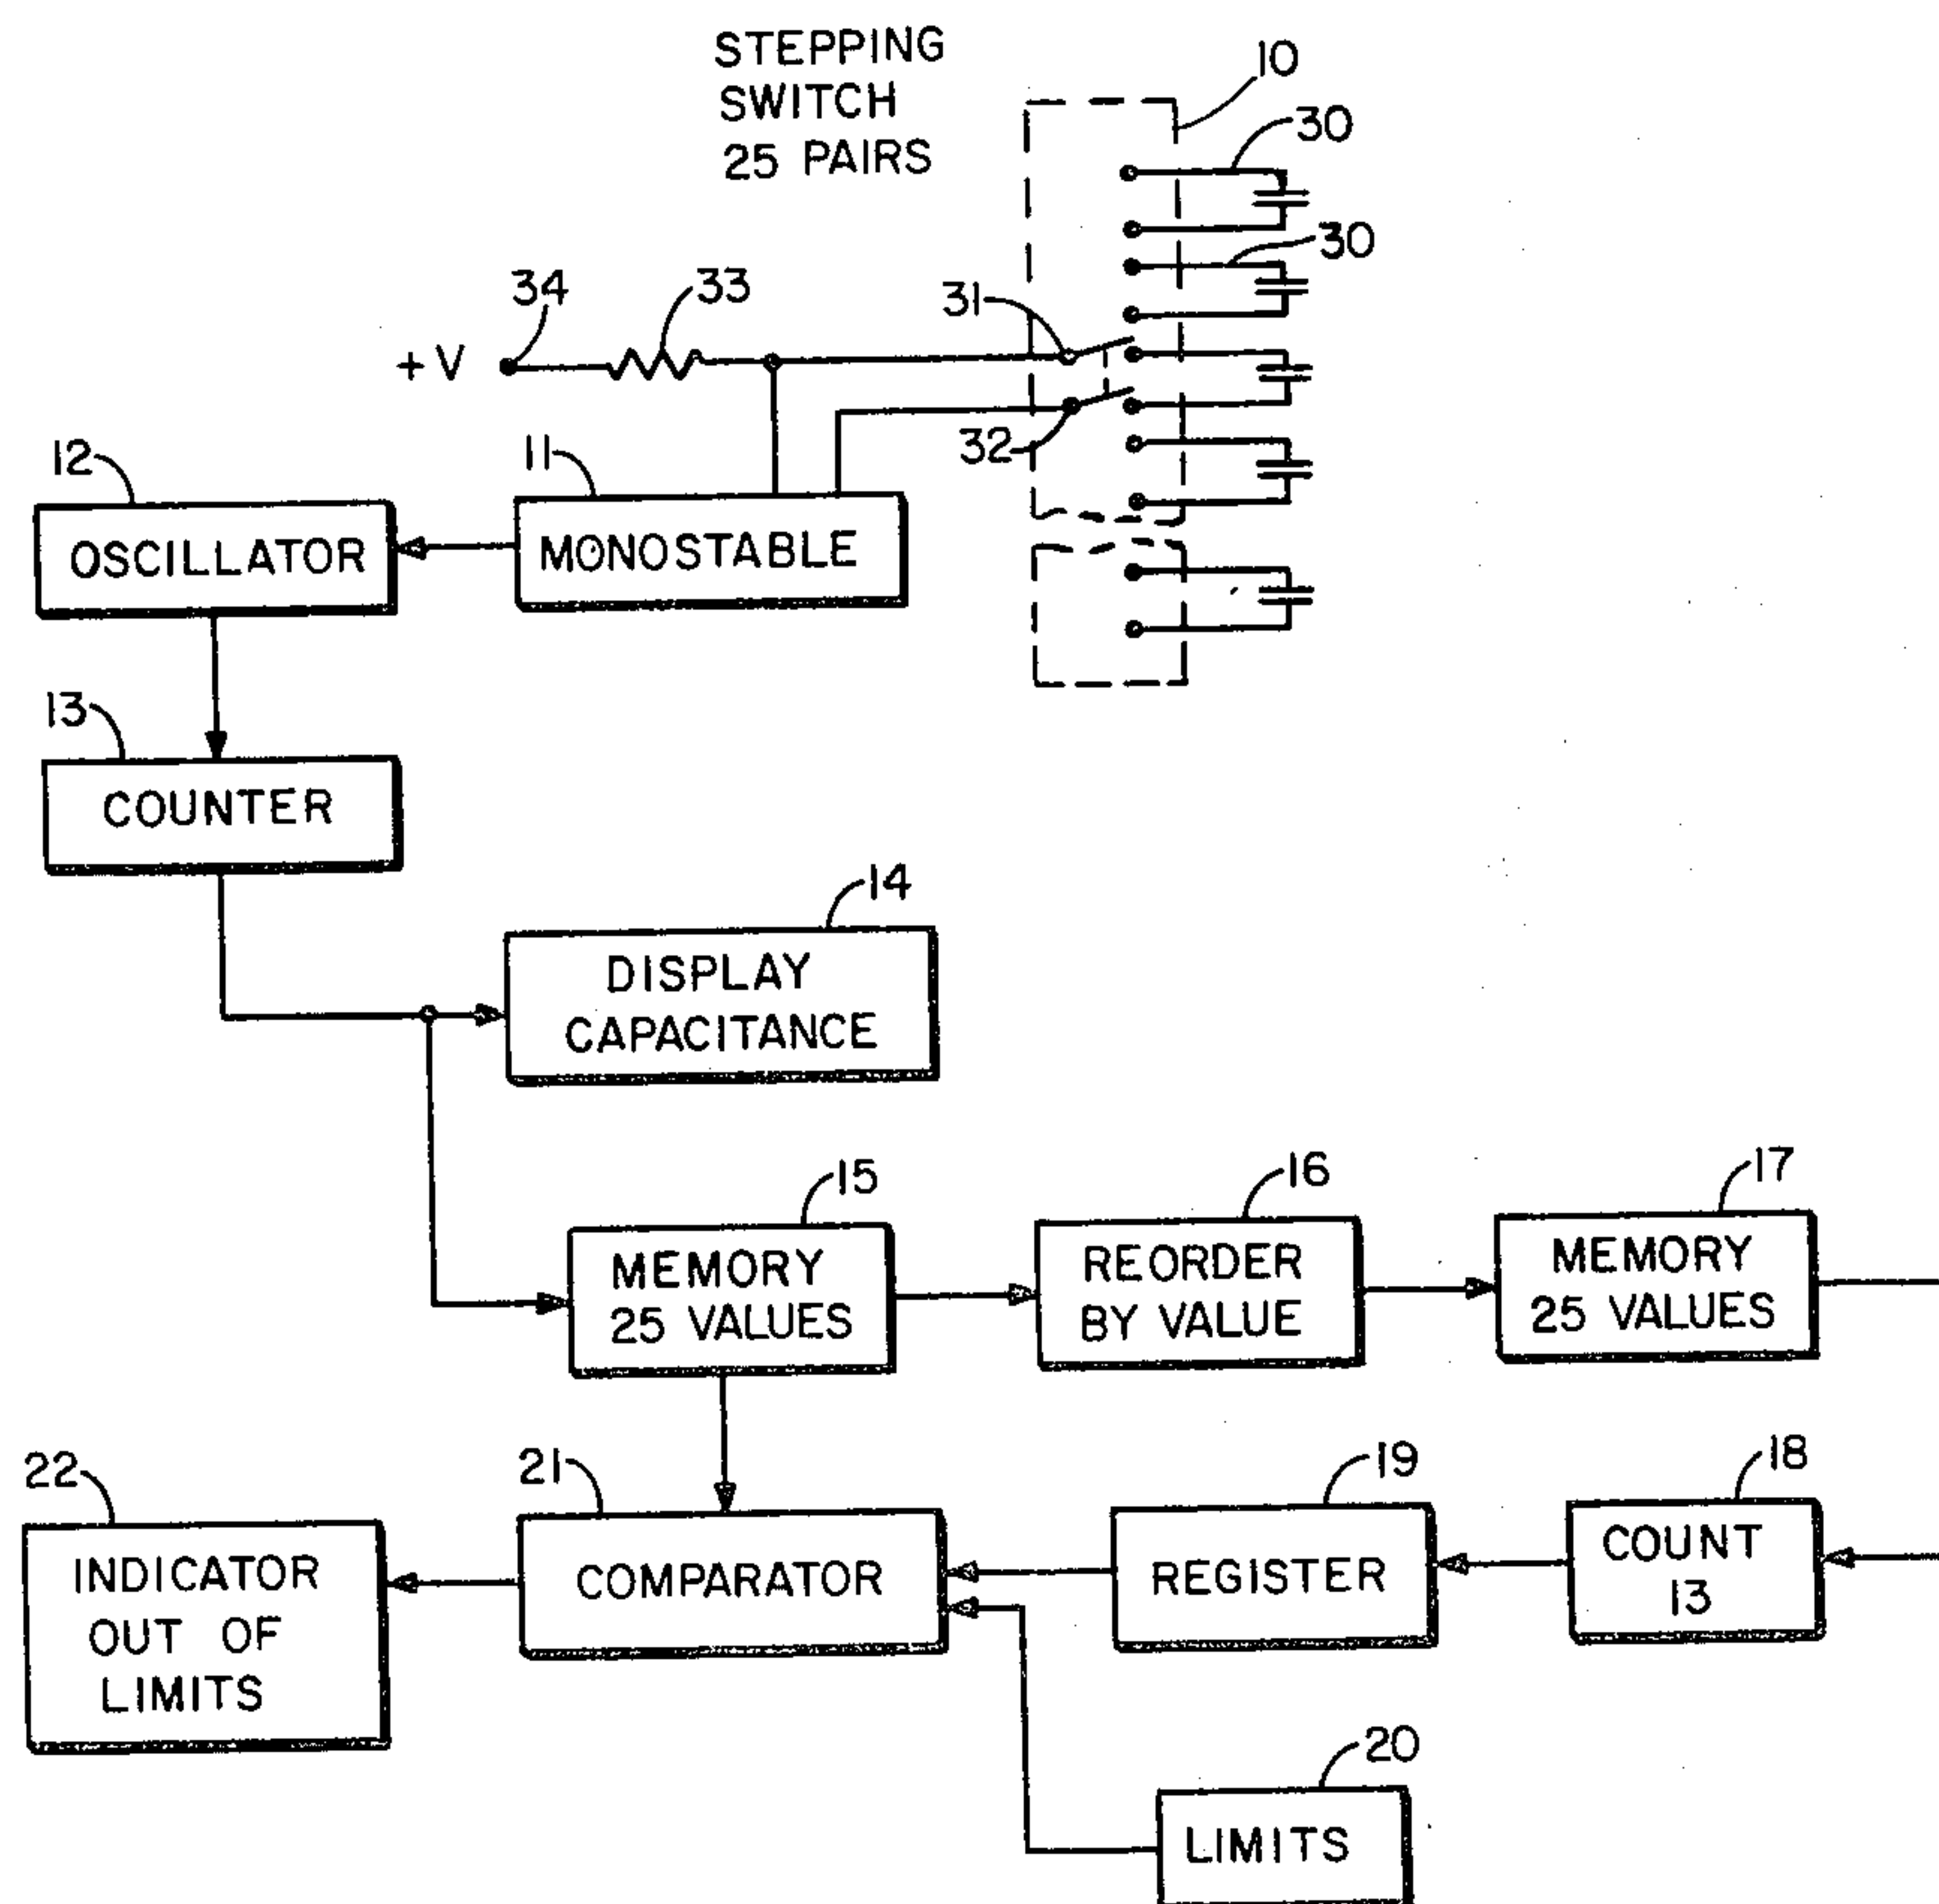 STEPPING
SWITCH
25 PAIRS
10
30
30
34
33
31
+V
32
12
11
OSCILLATOR
MONOSTABLE
13
COUNTER
14
DISPLAY
CAPACITANCE
15
16
17
MEMORY
25 VALUES
REORDER
BY VALUE
MEMORY
25 VALUES
22
21
19
18
INDICATOR
OUT OF
LIMITS
COMPARATOR
REGISTER
COUNT
13
20
LIMITS